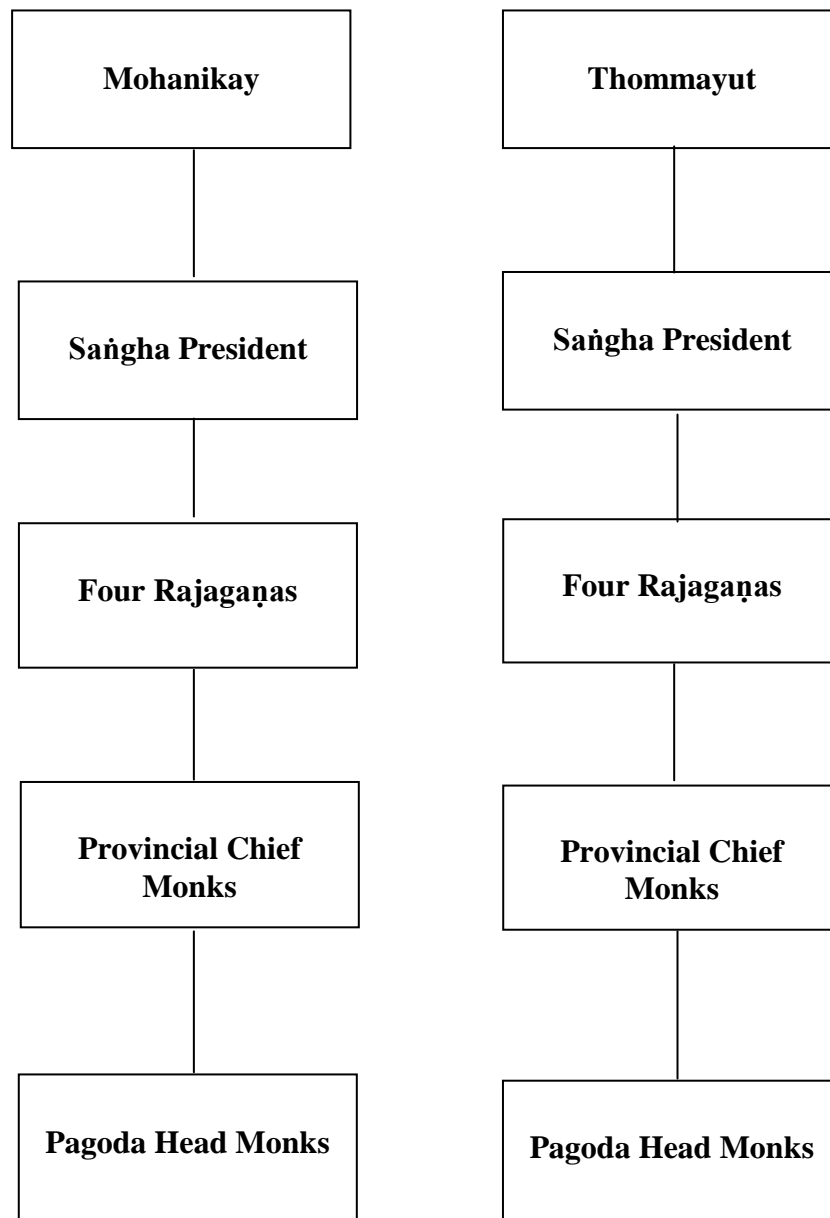 Mohanikay
Thommayut
Saṅgha President
Saṅgha President
Four Rajagaṇas
Four Rajagaṇas
Provincial Chief
Monks
Provincial Chief
Monks
Pagoda Head Monks
Pagoda Head Monks